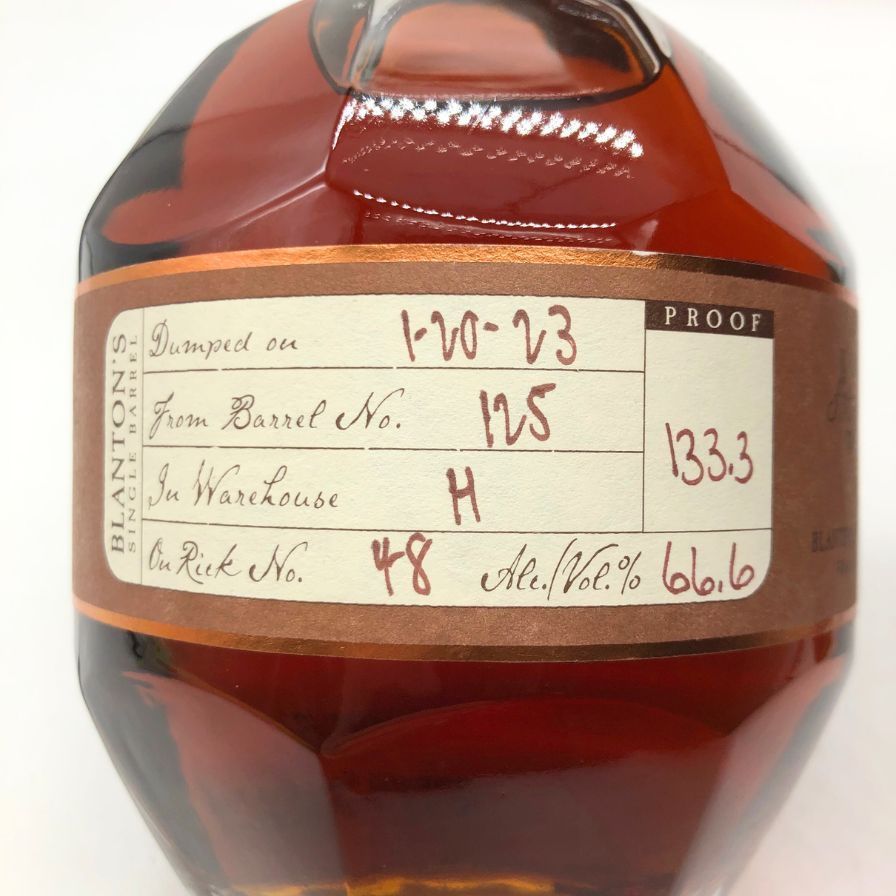 BLANTON'S
SINGLE BARREL
Dumped on 1-20-23
From Barrel No. 125
In Warehouse H
On Rick No. 48 Alc./Vol.% 66.6
PROOF
133.3